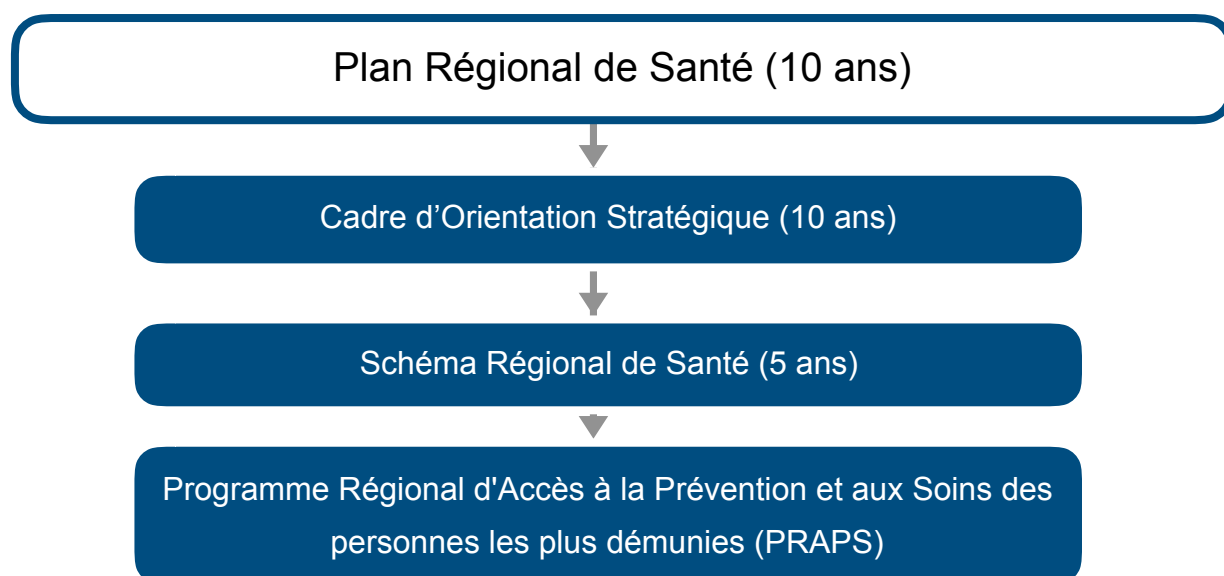 Plan Régional de Santé (10 ans)
Cadre d’Orientation Stratégique (10 ans)
Schéma Régional de Santé (5 ans)
Programme Régional d'Accès à la Prévention et aux Soins des
personnes les plus démunies (PRAPS)